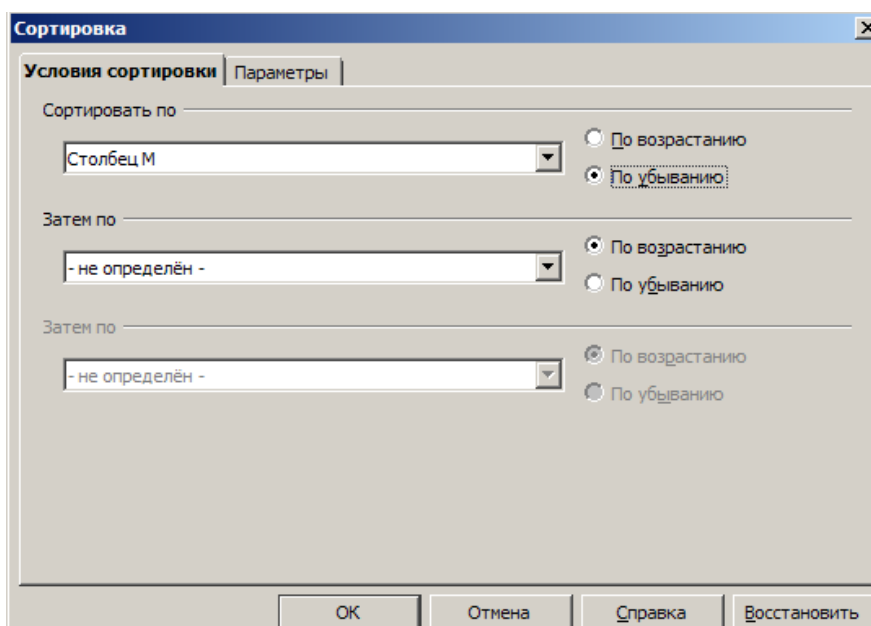 Сортировка
Условия сортировки
Параметры
Сортировать по
Столбец M
По возрастанию
По убыванию
Затем по
- не определён -
По возрастанию
По убыванию
Затем по
- не определён -
По возрастанию
По убыванию
ОК
Отмена
Справка
Восстановить